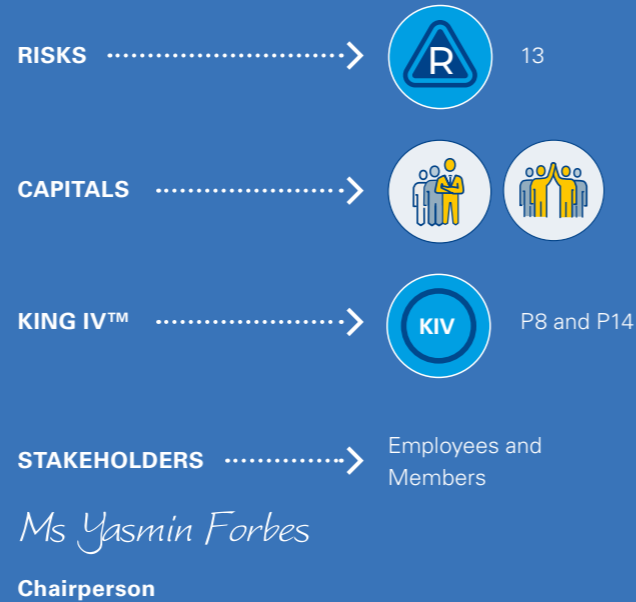 RISKS R 13
CAPITALS
KING IV™ KIV P8 and P14
STAKEHOLDERS Employees and
Members
Ms Yasmin Forbes
Chairperson